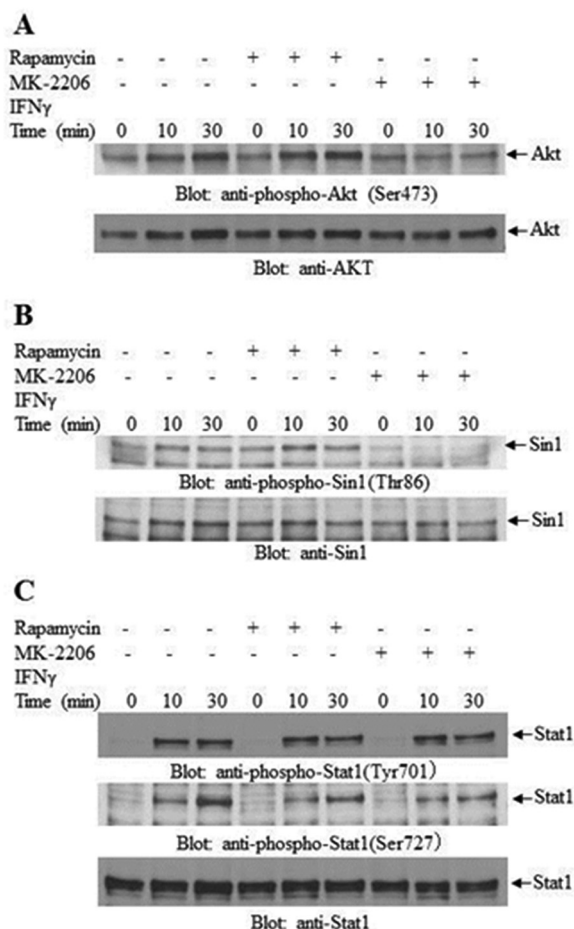 A
Rapamycin - - - + + + - - -
MK-2206 - - - - - - + + +
IFNγ
Time (min) 0 10 30 0 10 30 0 10 30
←Akt
Blot: anti-phospho-Akt (Ser473)
←Akt
Blot: anti-AKT
B
Rapamycin - - - + + + - - -
MK-2206 - - - - - - + + +
IFNγ
Time (min) 0 10 30 0 10 30 0 10 30
←Sin1
Blot: anti-phospho-Sin1(Thr86)
←Sin1
Blot: anti-Sin1
C
Rapamycin - - - + + + - - -
MK-2206 - - - - - - + + +
IFNγ
Time (min) 0 10 30 0 10 30 0 10 30
←Stat1
Blot: anti-phospho-Stat1(Tyr701)
←Stat1
Blot: anti-phospho-Stat1(Ser727)
←Stat1
Blot: anti-Stat1